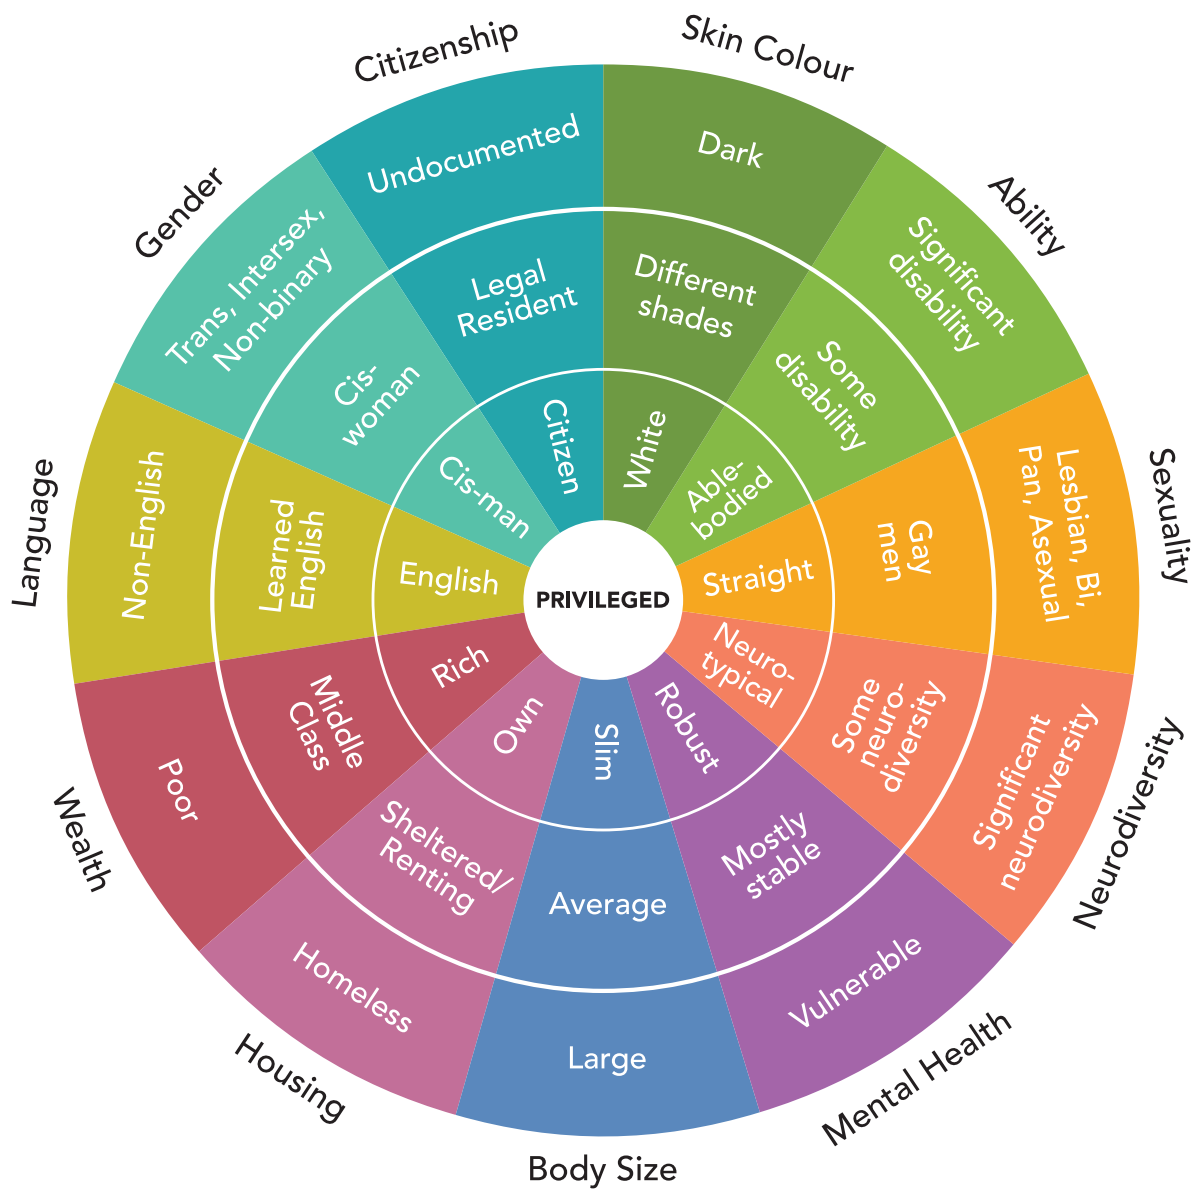 Citizenship
Undocumented
Legal
Resident
Citizen
Skin Colour
Dark
Different
shades
White
Ability
Significant
disability
Some
disability
Able-
bodied
Sexuality
Lesbian, Bi,
Pan, Asexual
Gay
men
Straight
Neurodiversity
Significant
neurodiversity
Some
neuro-
diversity
Neuro-
typical
Mental Health
Vulnerable
Mostly
stable
Robust
Body Size
Large
Average
Slim
Housing
Homeless
Sheltered/
Renting
Own
Wealth
Poor
Middle
Class
Rich
Language
Non-English
Learned
English
English
Gender
Trans, Intersex,
Non-binary
Cis-
woman
Cis-man
PRIVILEGED